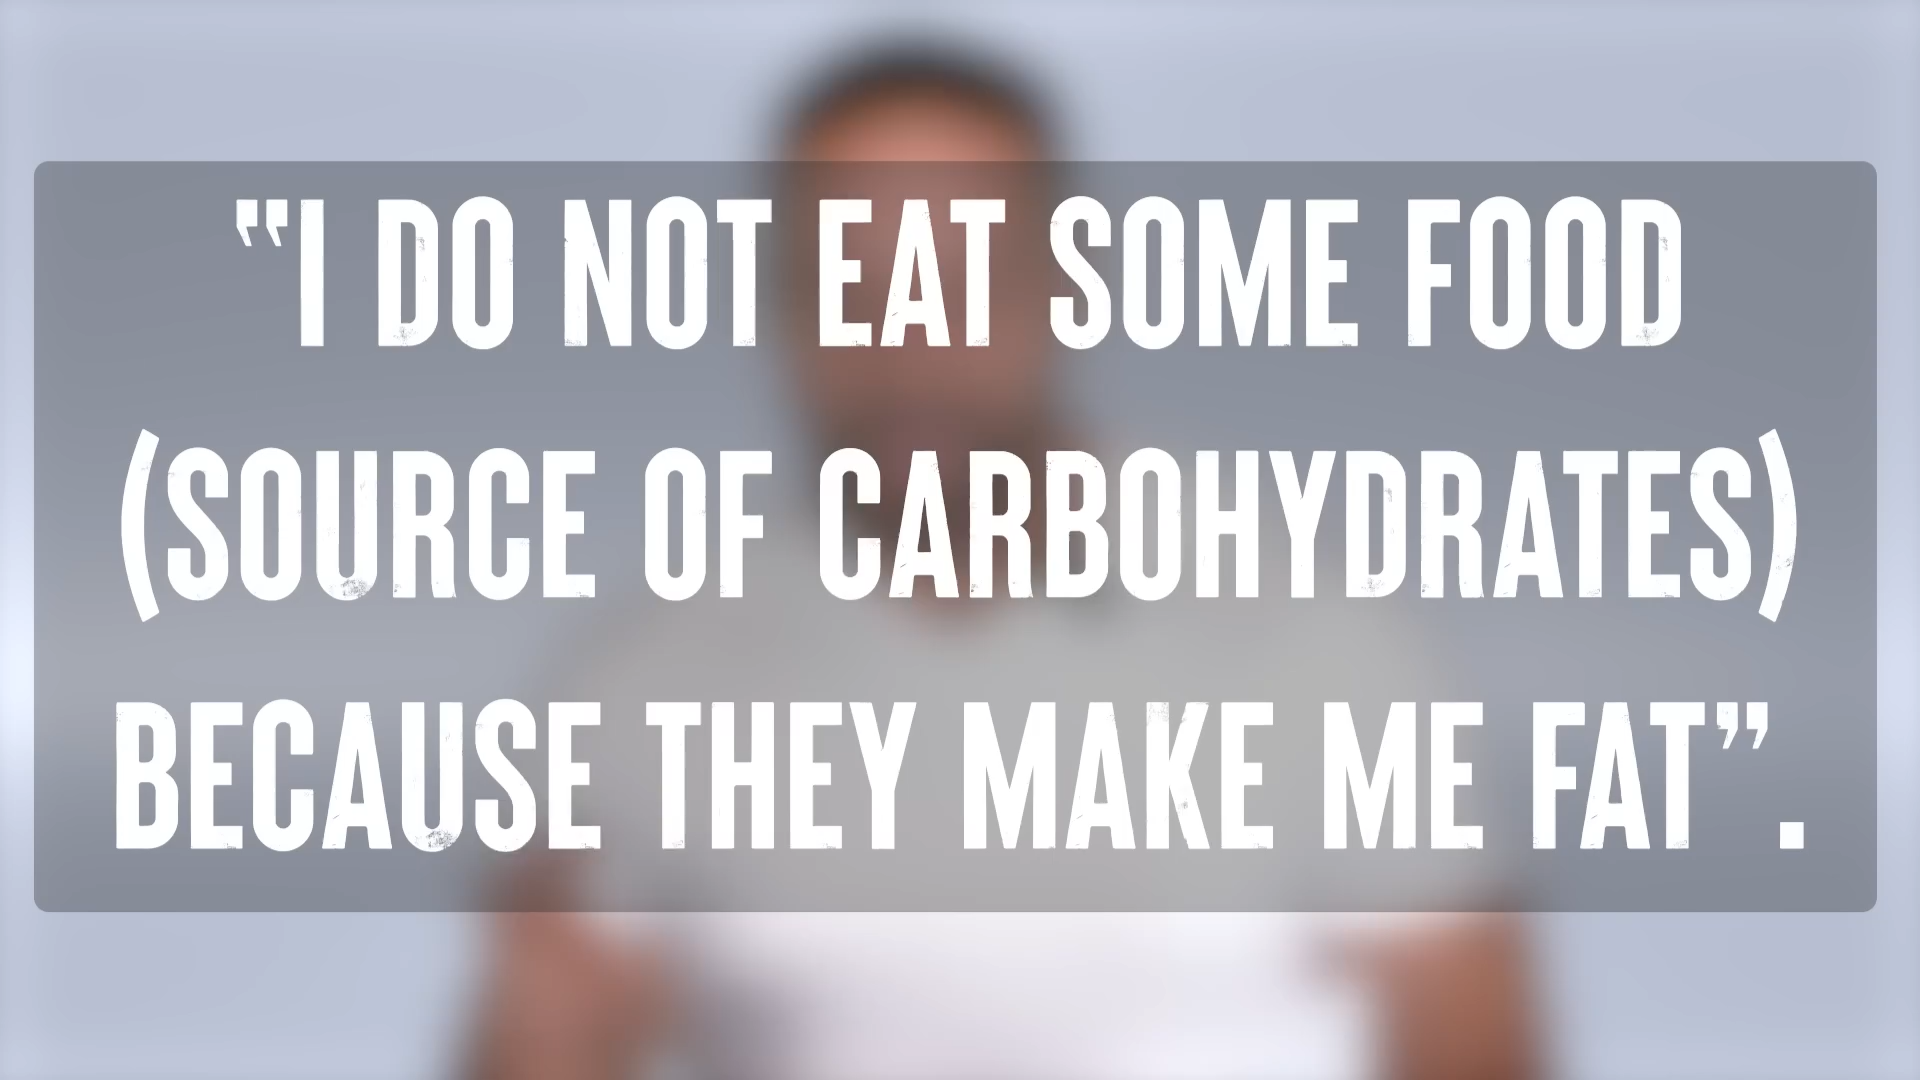 "I DO NOT EAT SOME FOOD
(SOURCE OF CARBOHYDRATES)
BECAUSE THEY MAKE ME FAT".